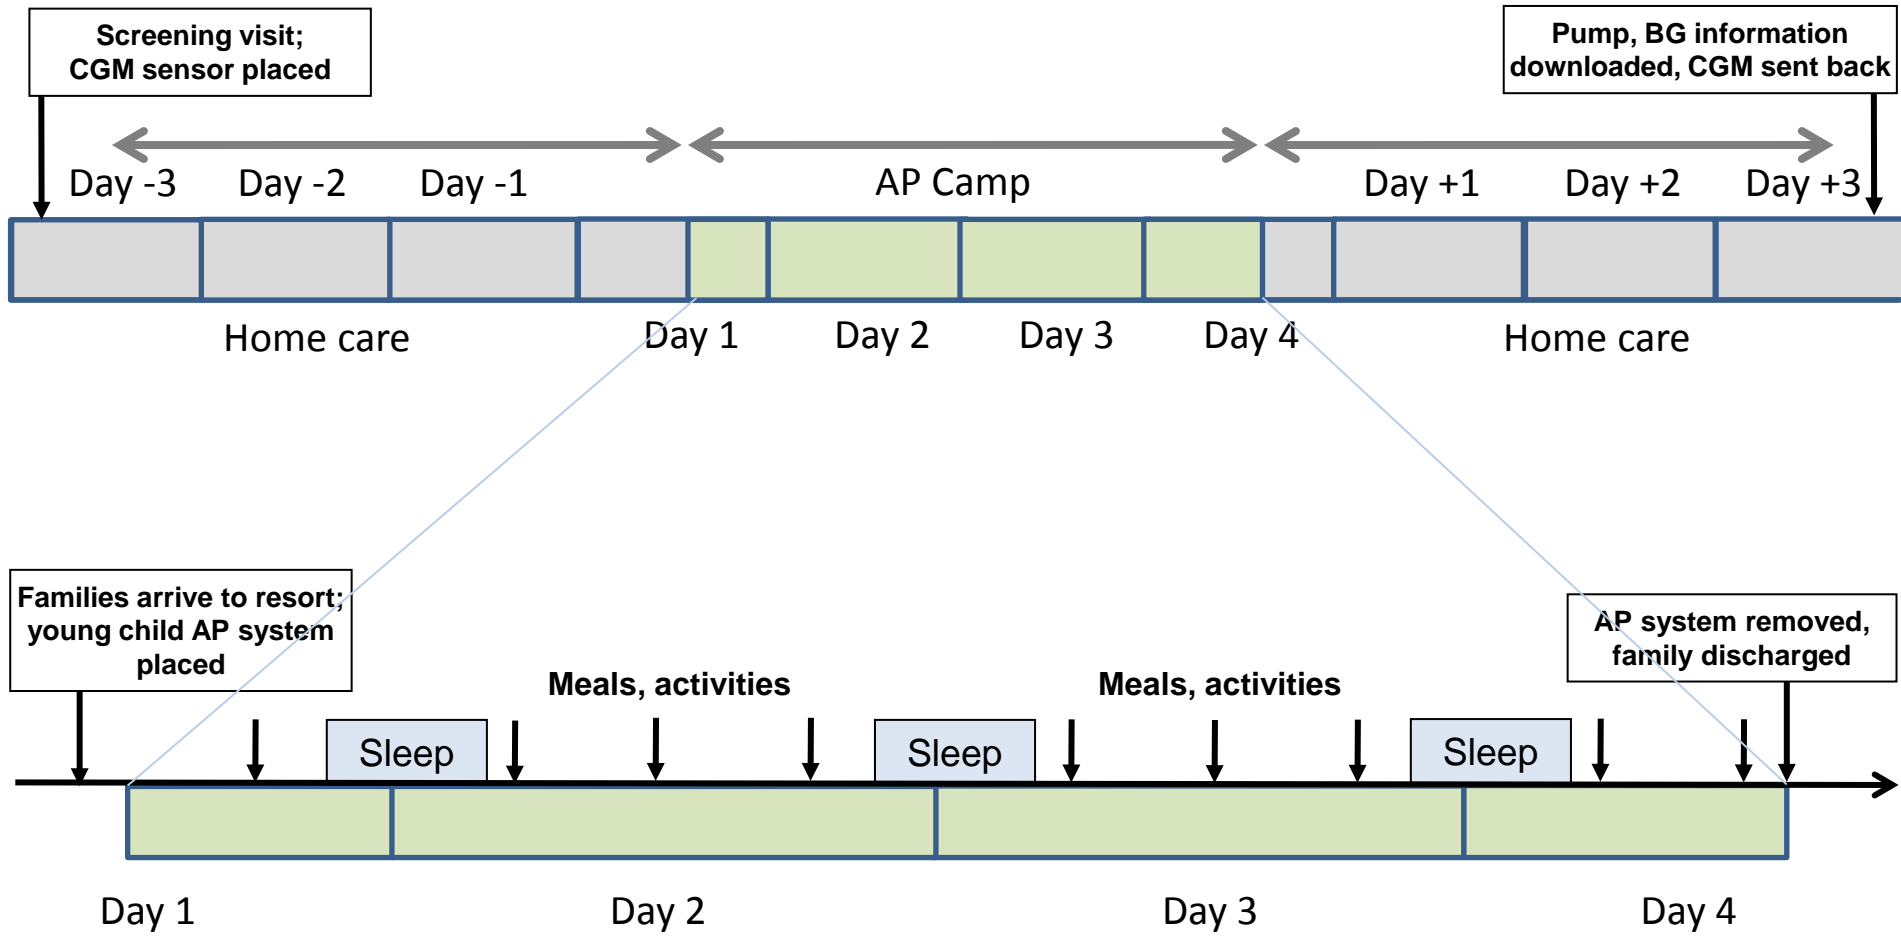 Screening visit;
CGM sensor placed
Pump, BG information
downloaded, CGM sent back
Day -3
Day -2
Day -1
AP Camp
Day +1
Day +2
Day +3
Home care
Day 1
Day 2
Day 3
Day 4
Home care
Families arrive to resort;
young child AP system
placed
AP system removed,
family discharged
Meals, activities
Meals, activities
Sleep
Sleep
Sleep
Day 1
Day 2
Day 3
Day 4